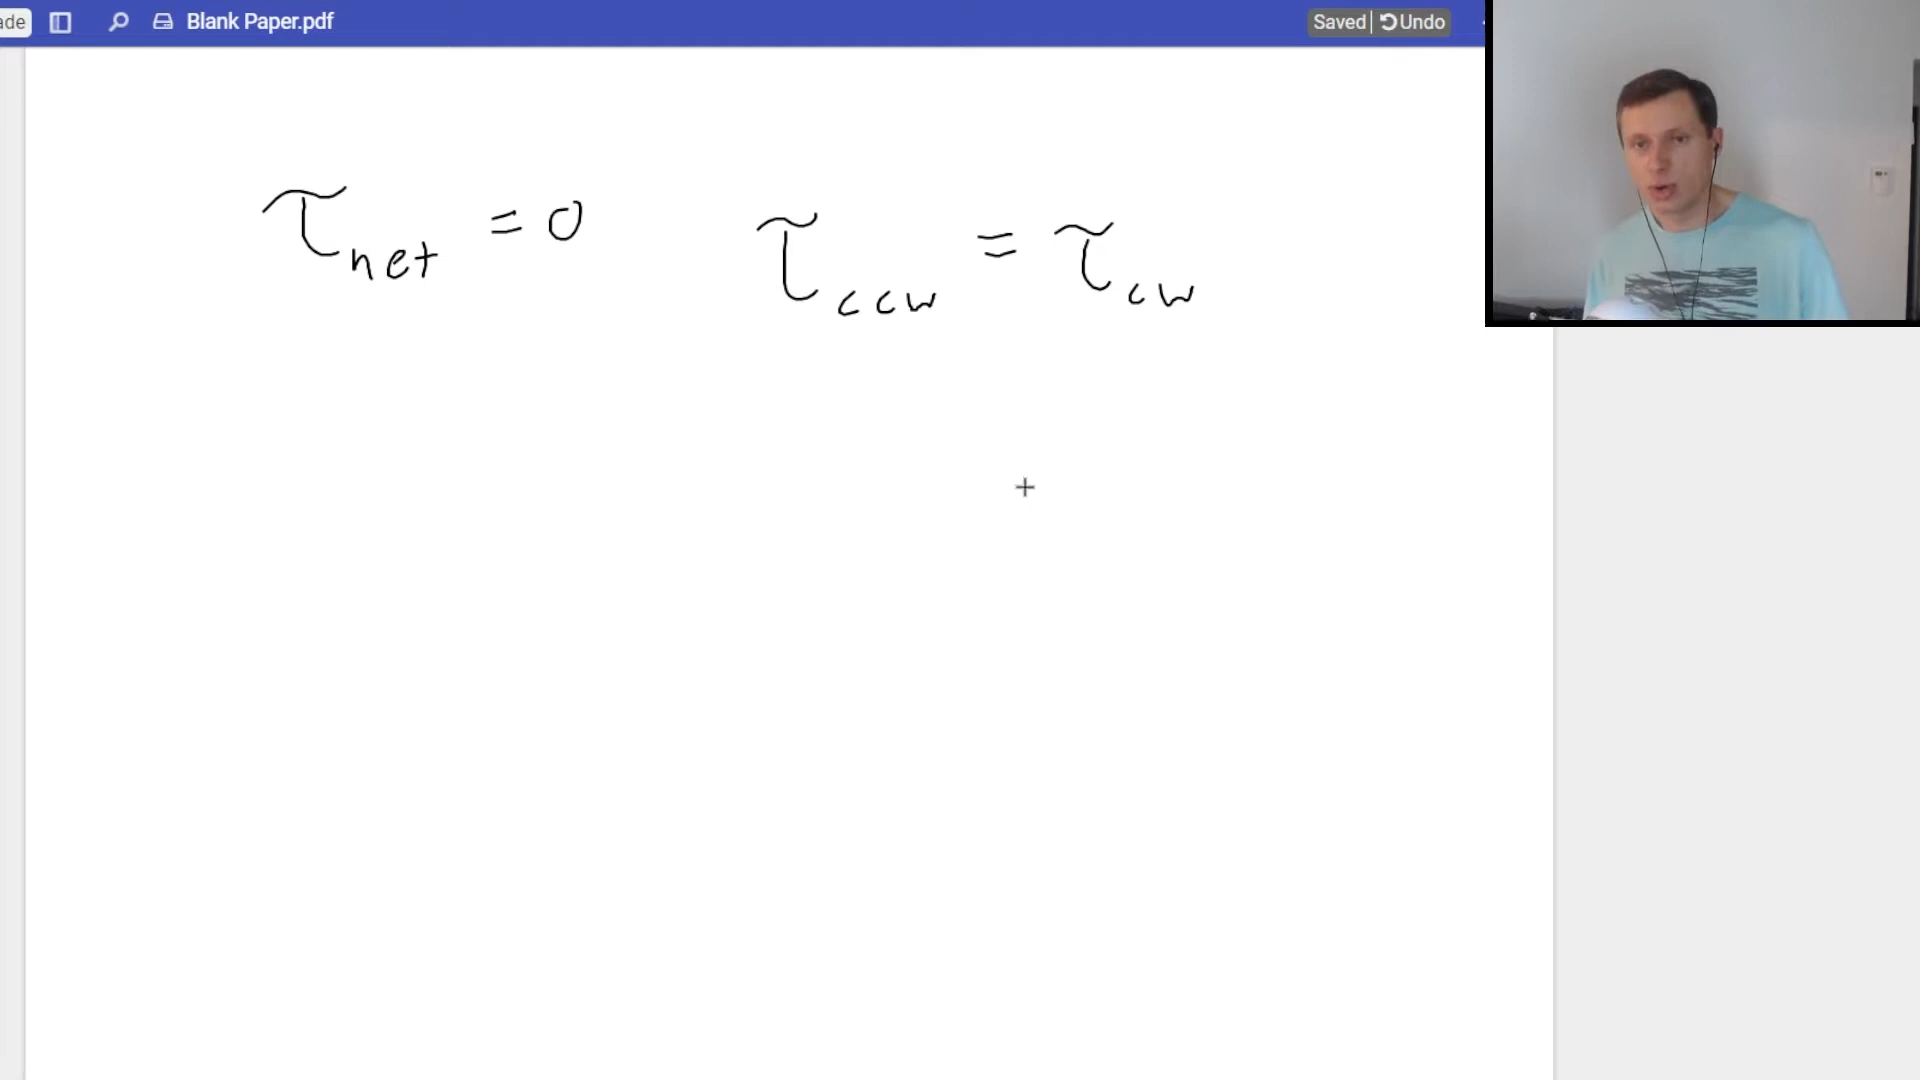 ade Blank Paper.pdf Saved Undo
τnet = 0 τccw = τcw